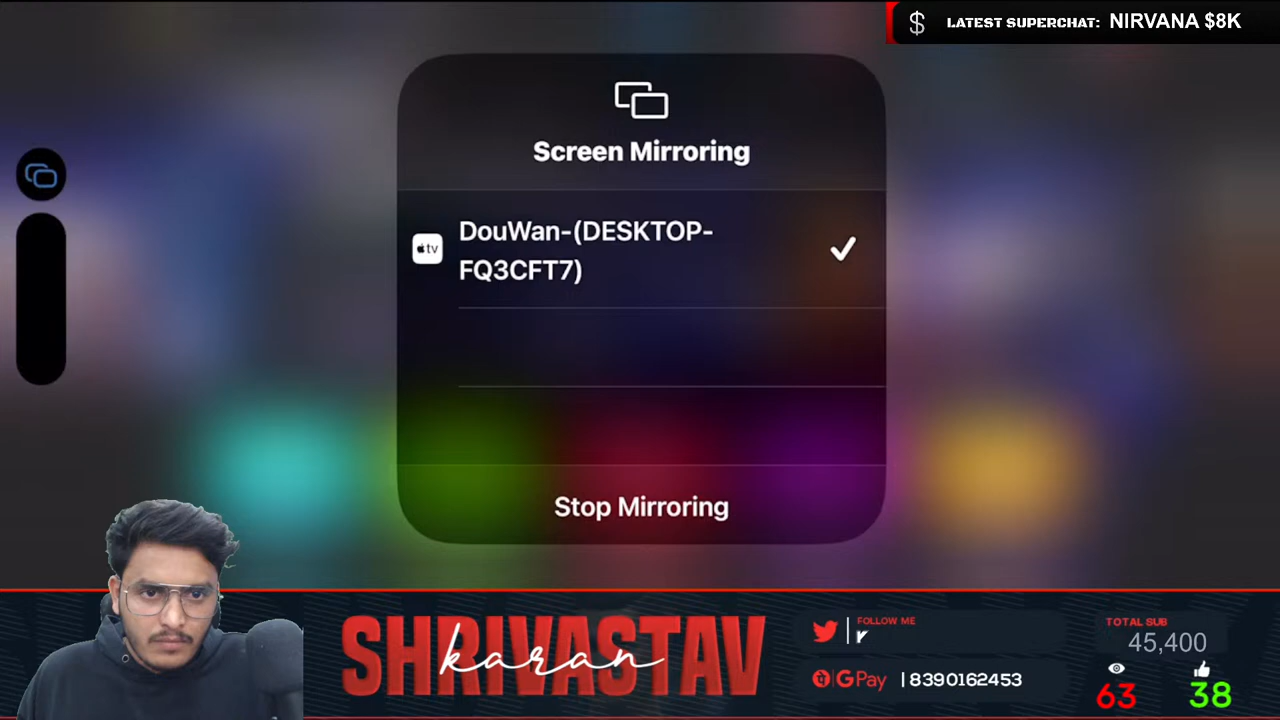 LATEST SUPERCHAT: NIRVANA $8K
Screen Mirroring
tv
DouWan-(DESKTOP-
FQ3CFT7)
Stop Mirroring
SHRIVASTAV
karan
FOLLOW ME
r
GPay | 8390162453
TOTAL SUB
45,400
63
38